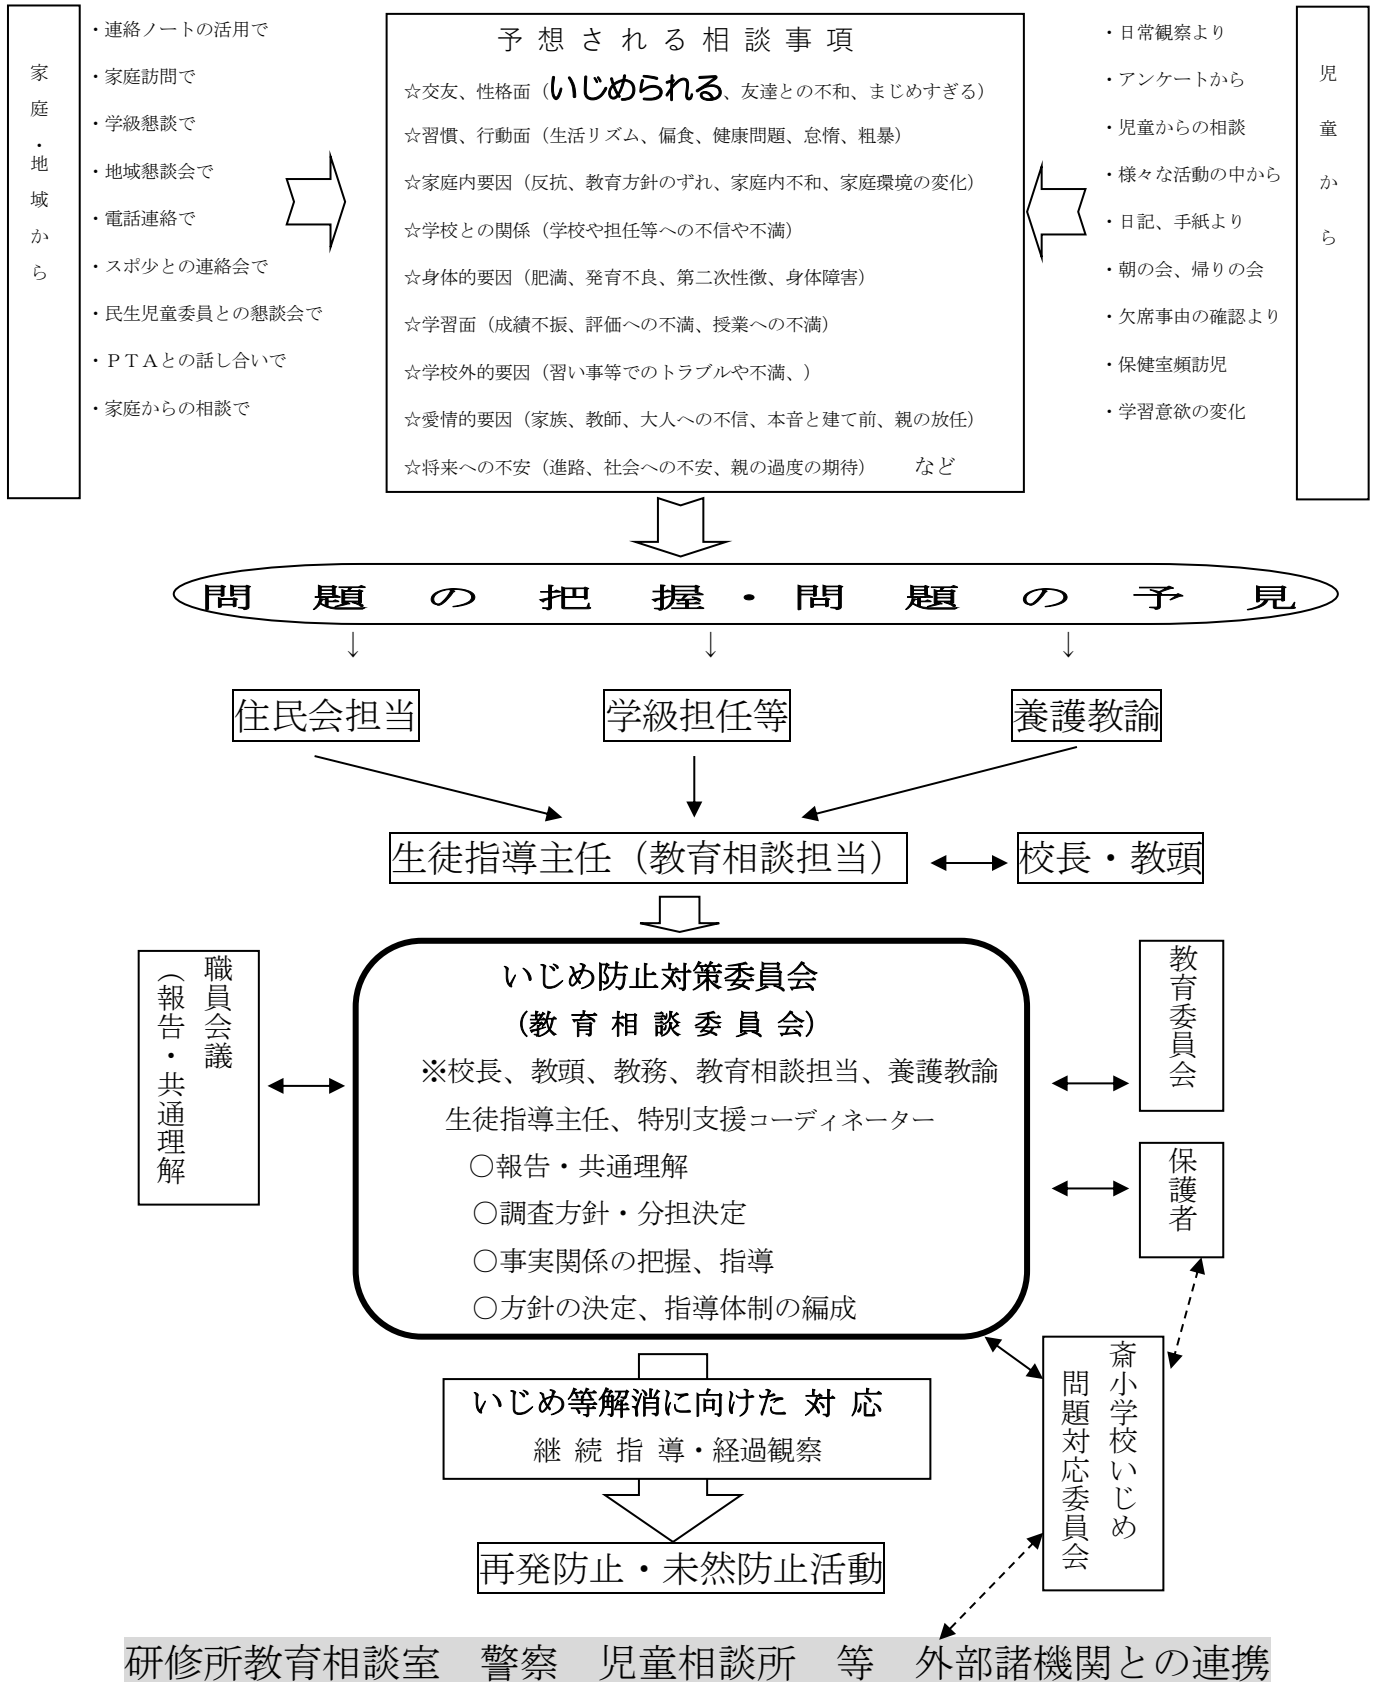 家庭・地域から
・連絡ノートの活用で
・家庭訪問で
・学級懇談で
・地域懇談会で
・電話連絡で
・スポ少との連絡会で
・民生児童委員との懇談会で
・ＰＴＡとの話し合いで
・家庭からの相談で
予想される相談事項
☆交友、性格面（いじめられる、友達との不和、まじめすぎる）
☆習慣、行動面（生活リズム、偏食、健康問題、怠惰、粗暴）
☆家庭内要因（反抗、教育方針のずれ、家庭内不和、家庭環境の変化）
☆学校との関係（学校や担任等への不信や不満）
☆身体的要因（肥満、発育不良、第二次性徴、身体障害）
☆学習面（成績不振、評価への不満、授業への不満）
☆学校外的要因（習い事等でのトラブルや不満、）
☆愛情的要因（家族、教師、大人への不信、本音と建て前、親の放任）
☆将来への不安（進路、社会への不安、親の過度の期待）　　など
・日常観察より
・アンケートから
・児童からの相談
・様々な活動の中から
・日記、手紙より
・朝の会、帰りの会
・欠席事由の確認より
・保健室頻訪児
・学習意欲の変化
児童から
問題の把握・問題の予見
↓　↓　↓
住民会担当　学級担任等　養護教諭
生徒指導主任（教育相談担当）　校長・教頭
職員会議
（報告・共通理解
いじめ防止対策委員会
（教育相談委員会）
※校長、教頭、教務、教育相談担当、養護教諭
生徒指導主任、特別支援コーディネーター
○報告・共通理解
○調査方針・分担決定
○事実関係の把握、指導
○方針の決定、指導体制の編成
教育委員会
保護者
斎小学校いじめ
問題対応委員会
いじめ等解消に向けた 対 応
継続指導・経過観察
再発防止・未然防止活動
研修所教育相談室　警察　児童相談所　等　外部諸機関との連携